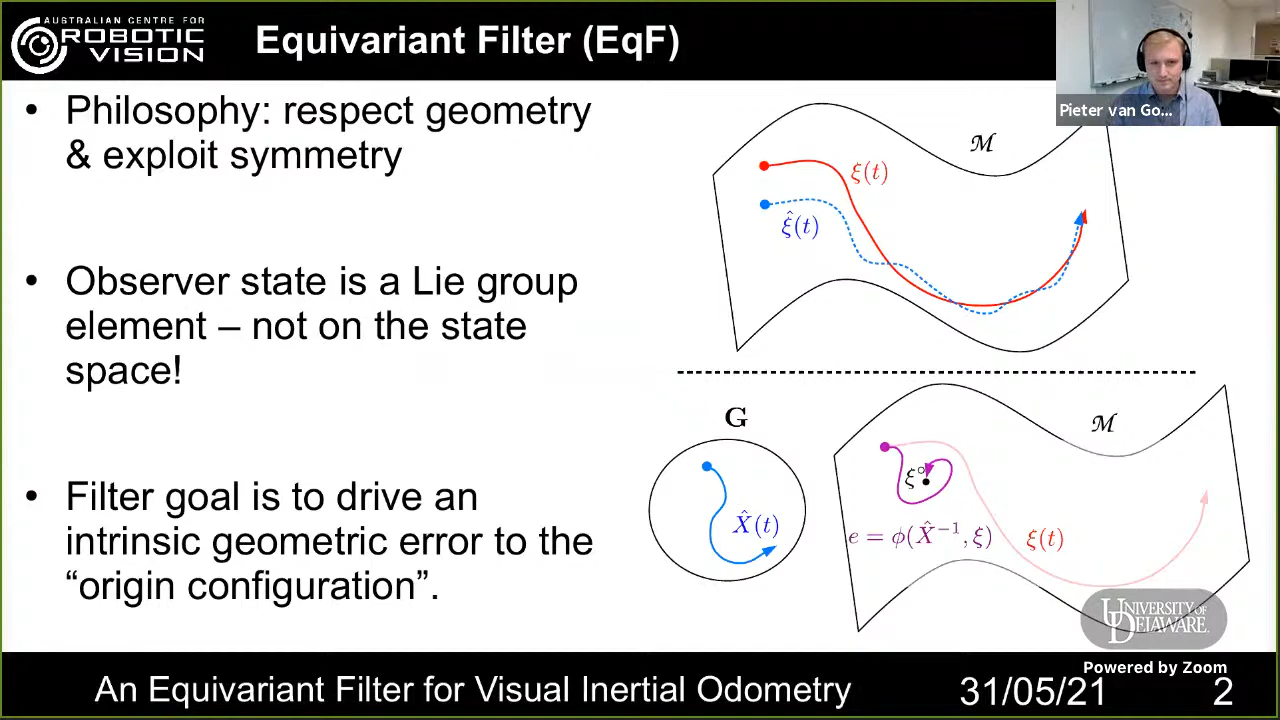 AUSTRALIAN CENTRE FOR
ROBOTIC
VISION
Equivariant Filter (EqF)
Pieter van Go...
• Philosophy: respect geometry
& exploit symmetry
• Observer state is a Lie group
element – not on the state
space!
• Filter goal is to drive an
intrinsic geometric error to the
“origin configuration”.
ℳ
ξ(t)
ξ̂(t)
G
X̂(t)
ℳ
ξ°
e = ϕ(X̂⁻¹, ξ)
ξ(t)
UNIVERSITY OF
DELAWARE.
Powered by Zoom
An Equivariant Filter for Visual Inertial Odometry
31/05/21
2